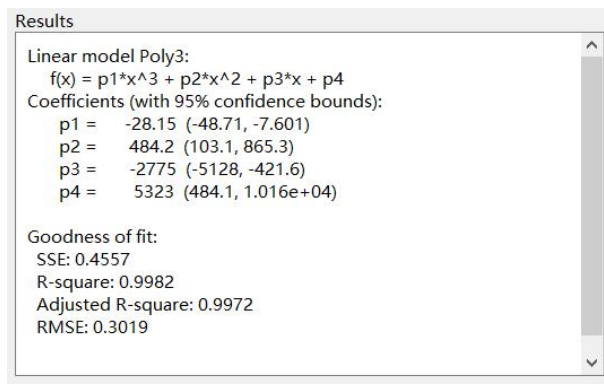 Results
Linear model Poly3:
f(x) = p1*x^3 + p2*x^2 + p3*x + p4
Coefficients (with 95% confidence bounds):
p1 = -28.15 (-48.71, -7.601)
p2 = 484.2 (103.1, 865.3)
p3 = -2775 (-5128, -421.6)
p4 = 5323 (484.1, 1.016e+04)
Goodness of fit:
SSE: 0.4557
R-square: 0.9982
Adjusted R-square: 0.9972
RMSE: 0.3019